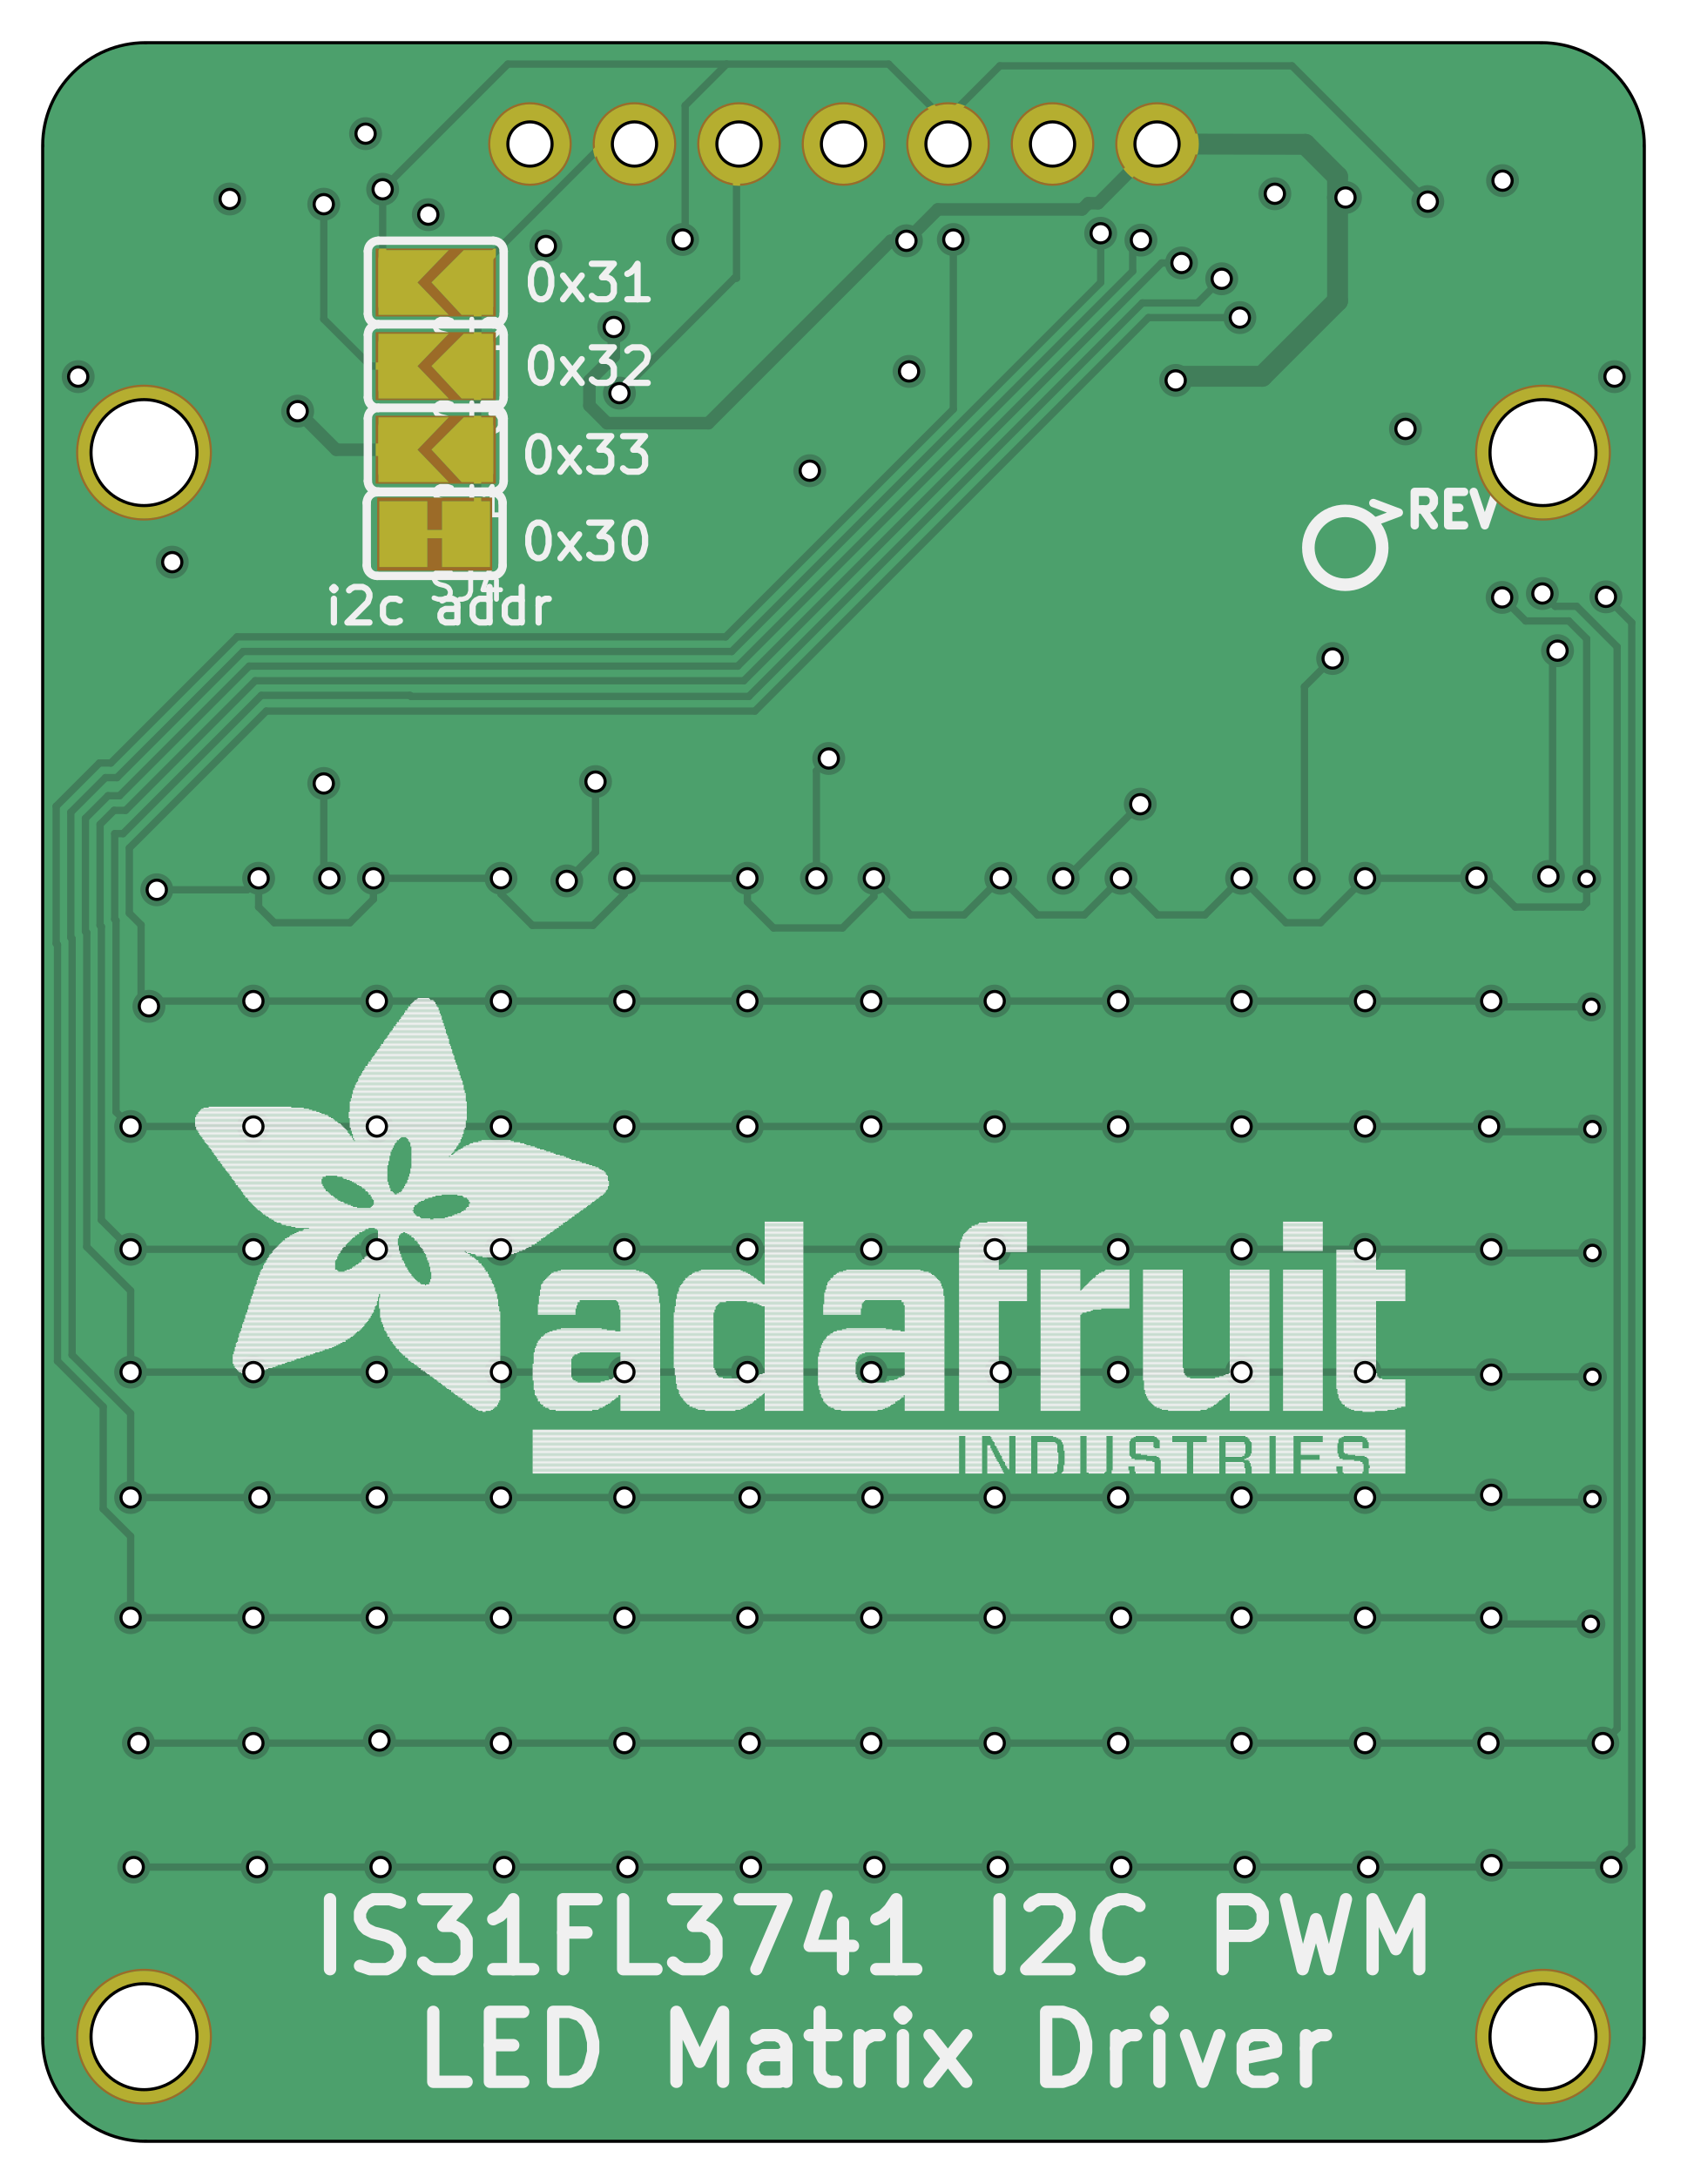 0x31
0x32
0x33
0x30
i2c addr
>REV
adafruit
INDUSTRIES
IS31FL3741 I2C PWM
LED Matrix Driver